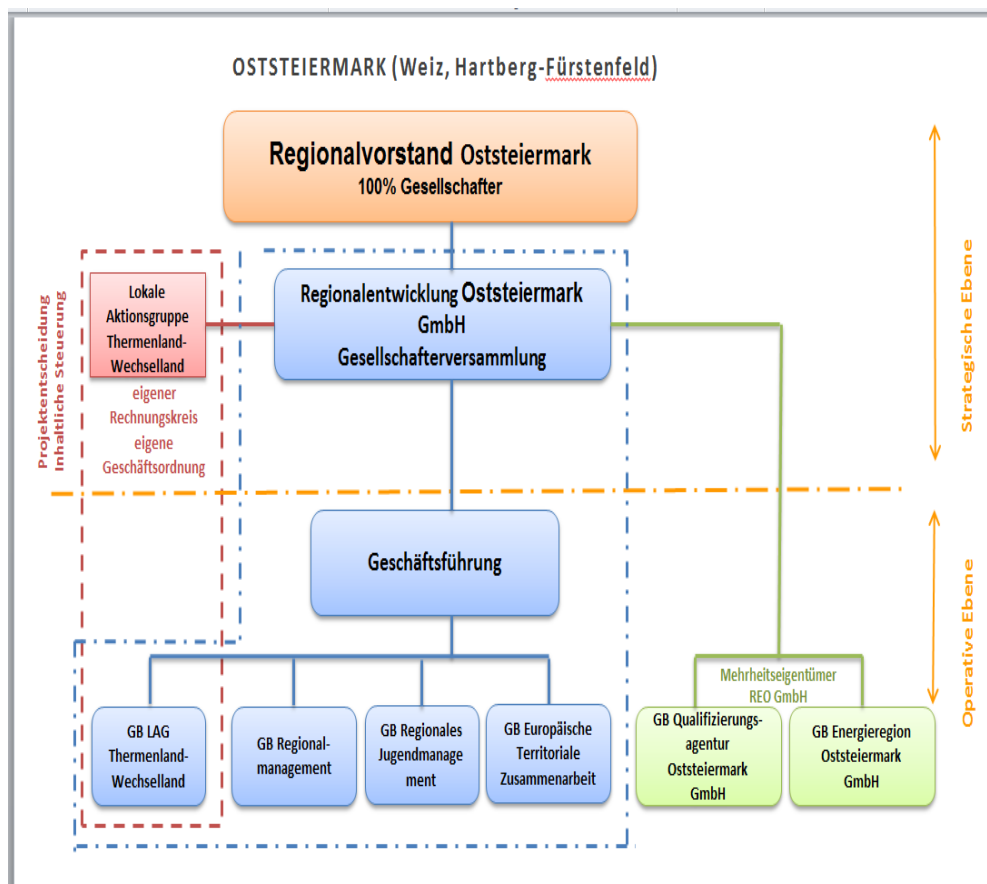 OSTSTEIERMARK (Weiz, Hartberg-Fürstenfeld)
Regionalvorstand Oststeiermark
100% Gesellschafter
Projektentscheidung
Inhaltliche Steuerung
Lokale
Aktionsgruppe
Thermenland-
Wechselland
eigener
Rechnungskreis
eigene
Geschäftsordnung
Regionalentwicklung Oststeiermark
GmbH
Gesellschafterversammlung
Strategische Ebene
Geschäftsführung
Operative Ebene
Mehrheitseigentümer
REO GmbH
GB LAG
Thermenland-
Wechselland
GB Regional-
management
GB Regionales
Jugendmanage
ment
GB Europäische
Territoriale
Zusammenarbeit
GB Qualifizierungs-
agentur
Oststeiermark
GmbH
GB Energieregion
Oststeiermark
GmbH